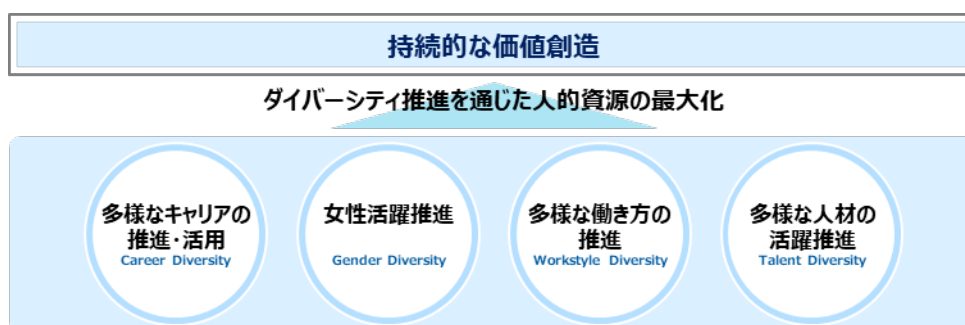 持続的な価値創造
ダイバーシティ推進を通じた人的資源の最大化
多様なキャリアの
推進・活用
Career Diversity
女性活躍推進
Gender Diversity
多様な働き方の
推進
Workstyle Diversity
多様な人材の
活躍推進
Talent Diversity